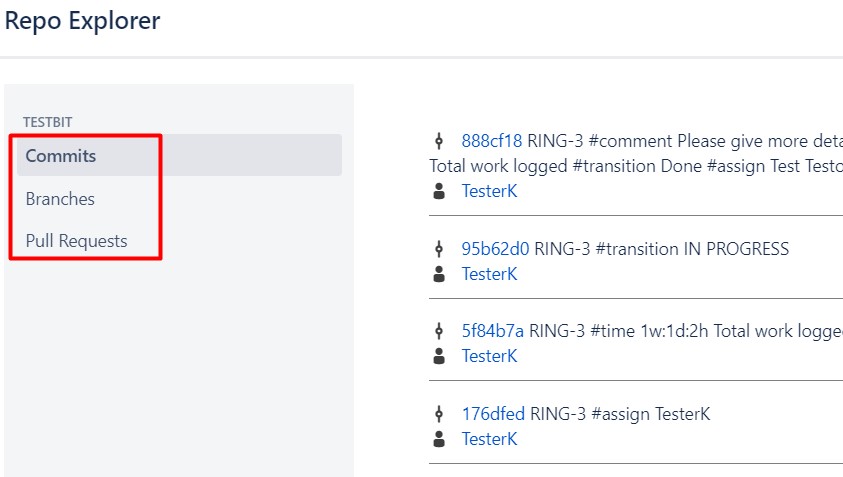 Repo Explorer
TESTBIT
Commits
Branches
Pull Requests
888cf18 RING-3 #comment Please give more deta
Total work logged #transition Done #assign Test Testo
TesterK
95b62d0 RING-3 #transition IN PROGRESS
TesterK
5f84b7a RING-3 #time 1w:1d:2h Total work logge
TesterK
176dfed RING-3 #assign TesterK
TesterK